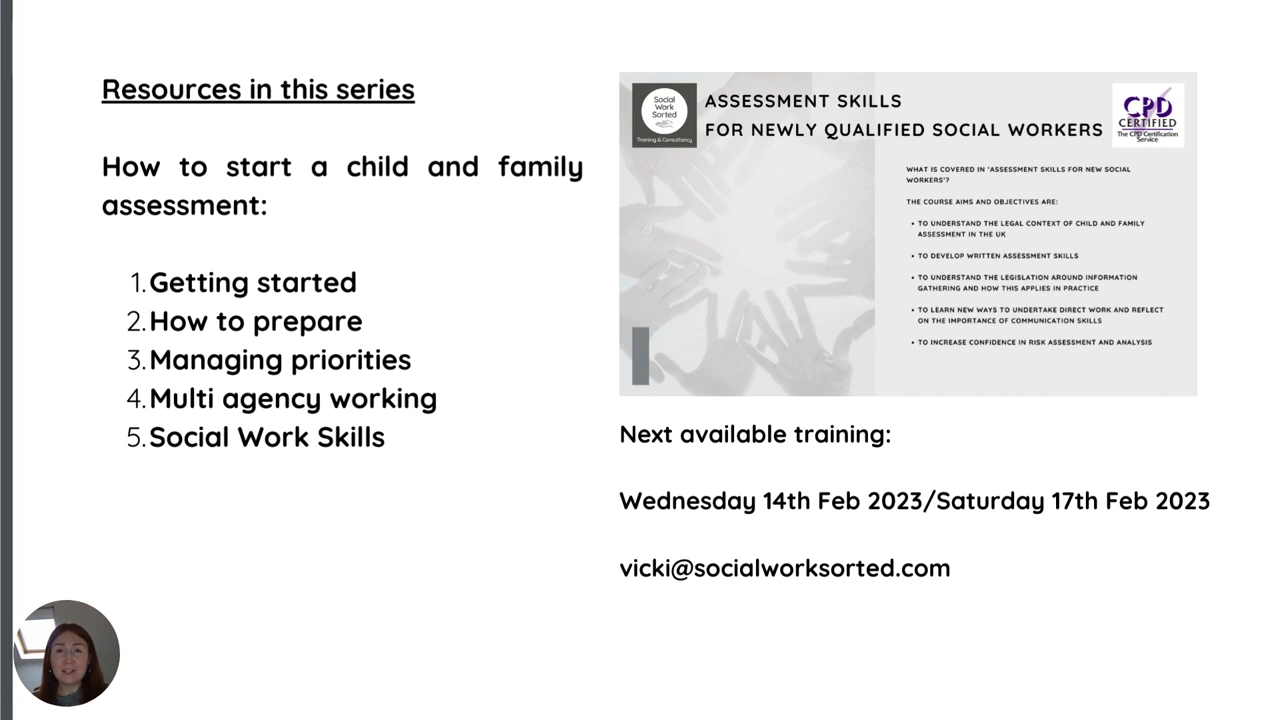 Resources in this series
How to start a child and family
assessment:
1. Getting started
2. How to prepare
3. Managing priorities
4. Multi agency working
5. Social Work Skills
Social
Work
Sorted
Training & Consultancy
ASSESSMENT SKILLS
FOR NEWLY QUALIFIED SOCIAL WORKERS
CPD
CERTIFIED
The CPD Certification
Service
WHAT IS COVERED IN 'ASSESSMENT SKILLS FOR NEW SOCIAL
WORKERS'?
THE COURSE AIMS AND OBJECTIVES ARE:
• TO UNDERSTAND THE LEGAL CONTEXT OF CHILD AND FAMILY
ASSESSMENT IN THE UK
• TO DEVELOP WRITTEN ASSESSMENT SKILLS
• TO UNDERSTAND THE LEGISLATION AROUND INFORMATION
GATHERING AND HOW THIS APPLIES IN PRACTICE
• TO LEARN NEW WAYS TO UNDERTAKE DIRECT WORK AND REFLECT
ON THE IMPORTANCE OF COMMUNICATION SKILLS
• TO INCREASE CONFIDENCE IN RISK ASSESSMENT AND ANALYSIS
Next available training:
Wednesday 14th Feb 2023/Saturday 17th Feb 2023
vicki@socialworksorted.com